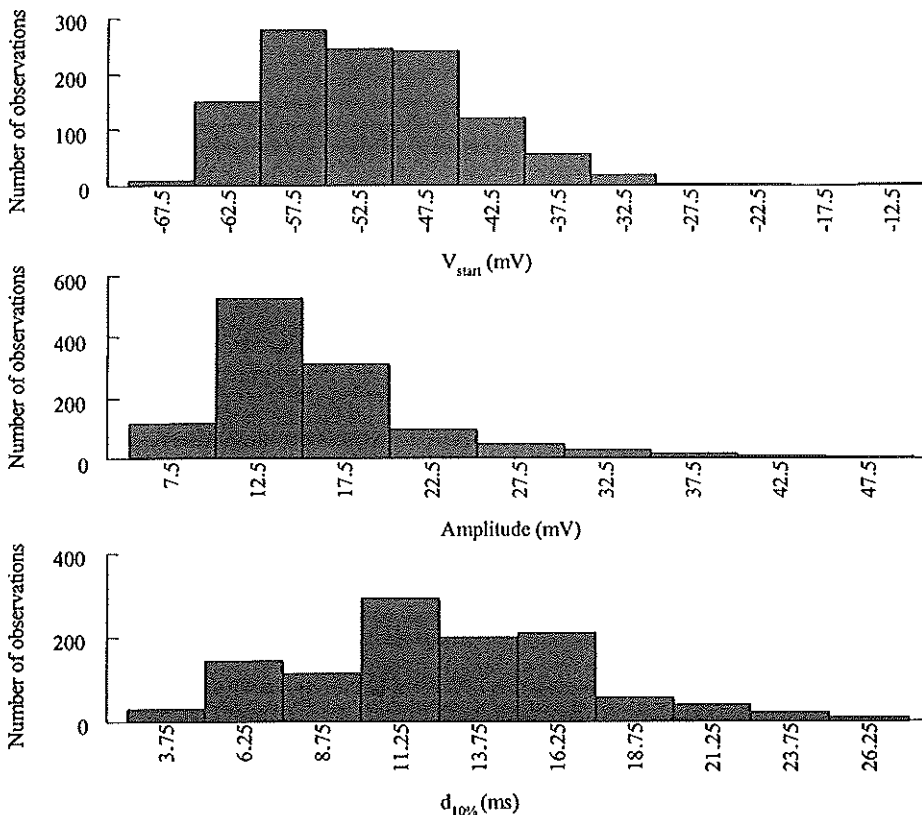 Number of observations
300
200
100
0
-67.5 -62.5 -57.5 -52.5 -47.5 -42.5 -37.5 -32.5 -27.5 -22.5 -17.5 -12.5
V_start (mV)
Number of observations
600
400
200
0
7.5 12.5 17.5 22.5 27.5 32.5 37.5 42.5 47.5
Amplitude (mV)
Number of observations
400
200
0
3.75 6.25 8.75 11.25 13.75 16.25 18.75 21.25 23.75 26.25
d_10% (ms)